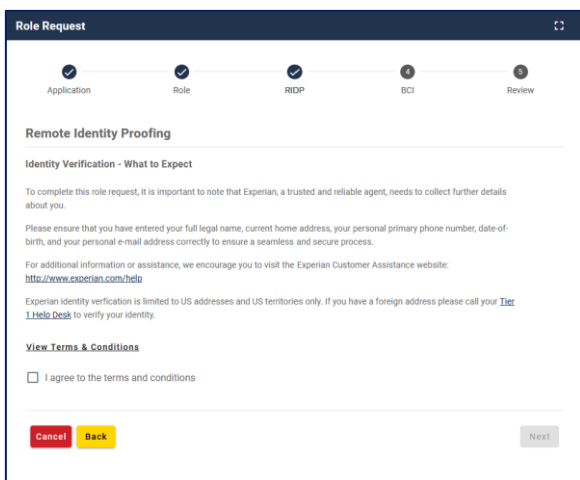 Role Request
4 5
Application Role RIDP BCI Review
Remote Identity Proofing
Identity Verification - What to Expect
To complete this role request, it is important to note that Experian, a trusted and reliable agent, needs to collect further details
about you.
Please ensure that you have entered your full legal name, current home address, your personal primary phone number, date-of-
birth, and your personal e-mail address correctly to ensure a seamless and secure process.
For additional information or assistance, we encourage you to visit the Experian Customer Assistance website:
http://www.experian.com/help
Experian identity verfication is limited to US addresses and US territories only. If you have a foreign address please call your Tier
1 Help Desk to verify your identity.
View Terms & Conditions
I agree to the terms and conditions
Cancel Back Next